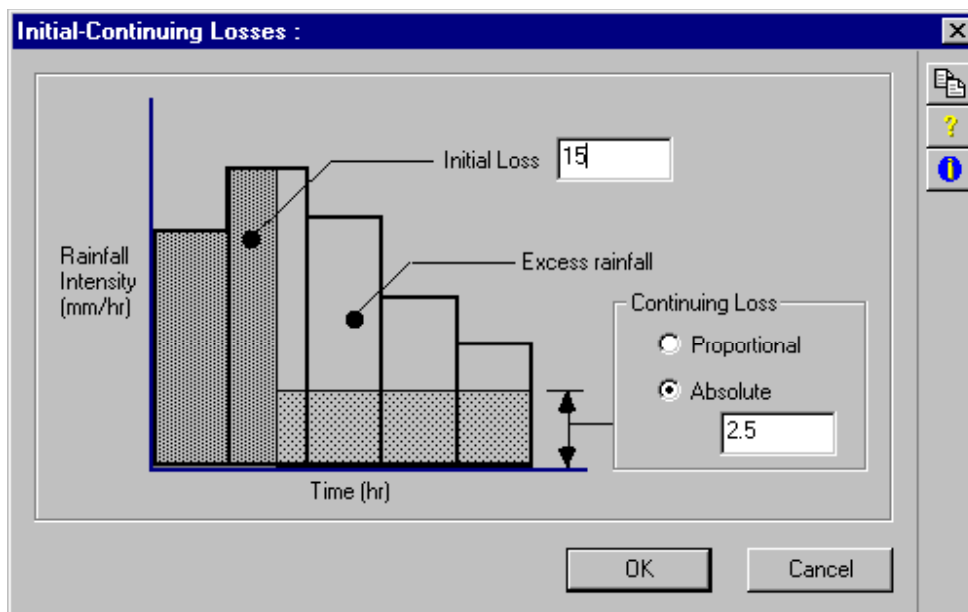 Initial-Continuing Losses :
Initial Loss
15
Rainfall
Intensity
(mm/hr)
Excess rainfall
Continuing Loss
Proportional
Absolute
2.5
Time (hr)
OK
Cancel